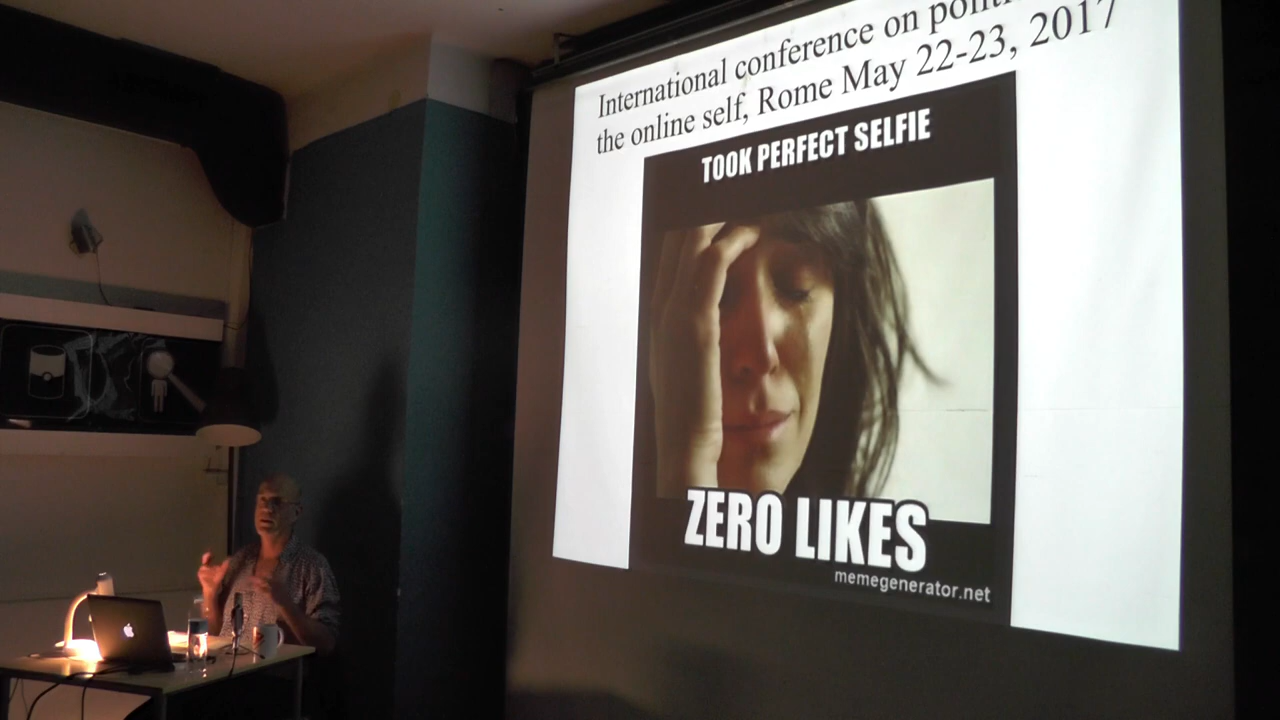 International conference on
the online self, Rome May 22-23, 2017
TOOK PERFECT SELFIE
ZERO LIKES
memegenerator.net